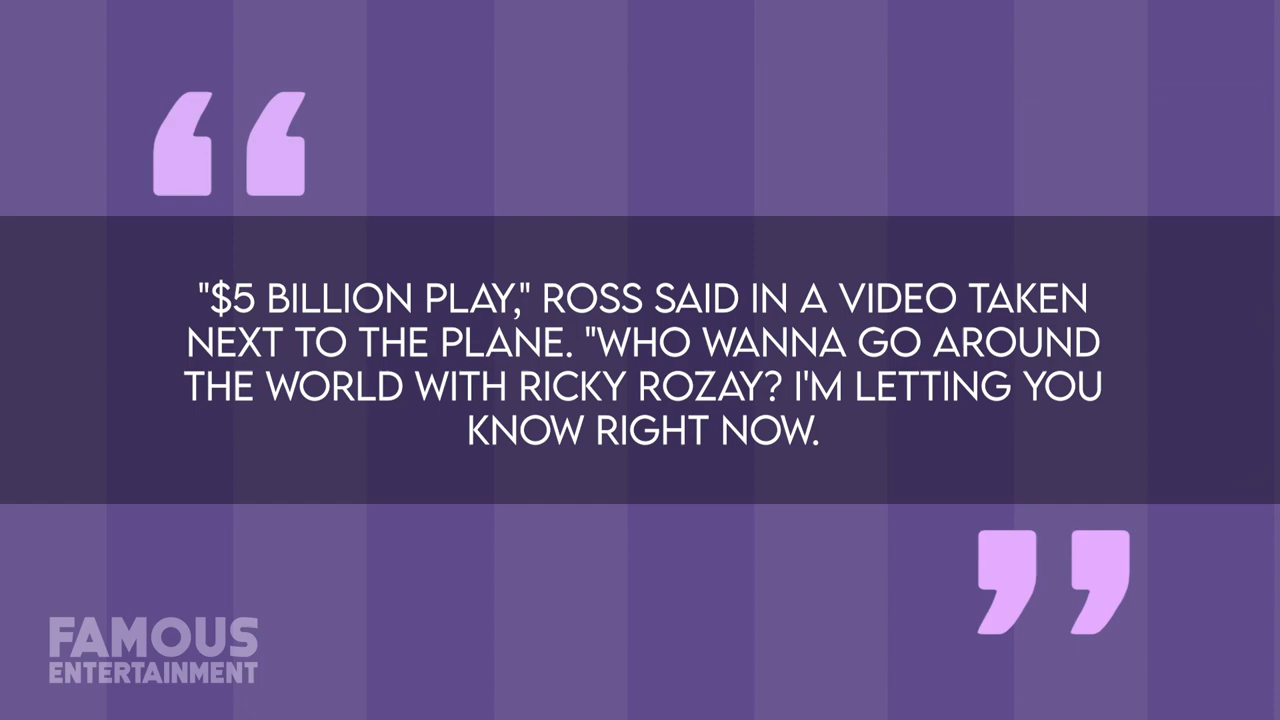 "$5 BILLION PLAY," ROSS SAID IN A VIDEO TAKEN
NEXT TO THE PLANE. "WHO WANNA GO AROUND
THE WORLD WITH RICKY ROZAY? I'M LETTING YOU
KNOW RIGHT NOW.
FAMOUS
ENTERTAINMENT